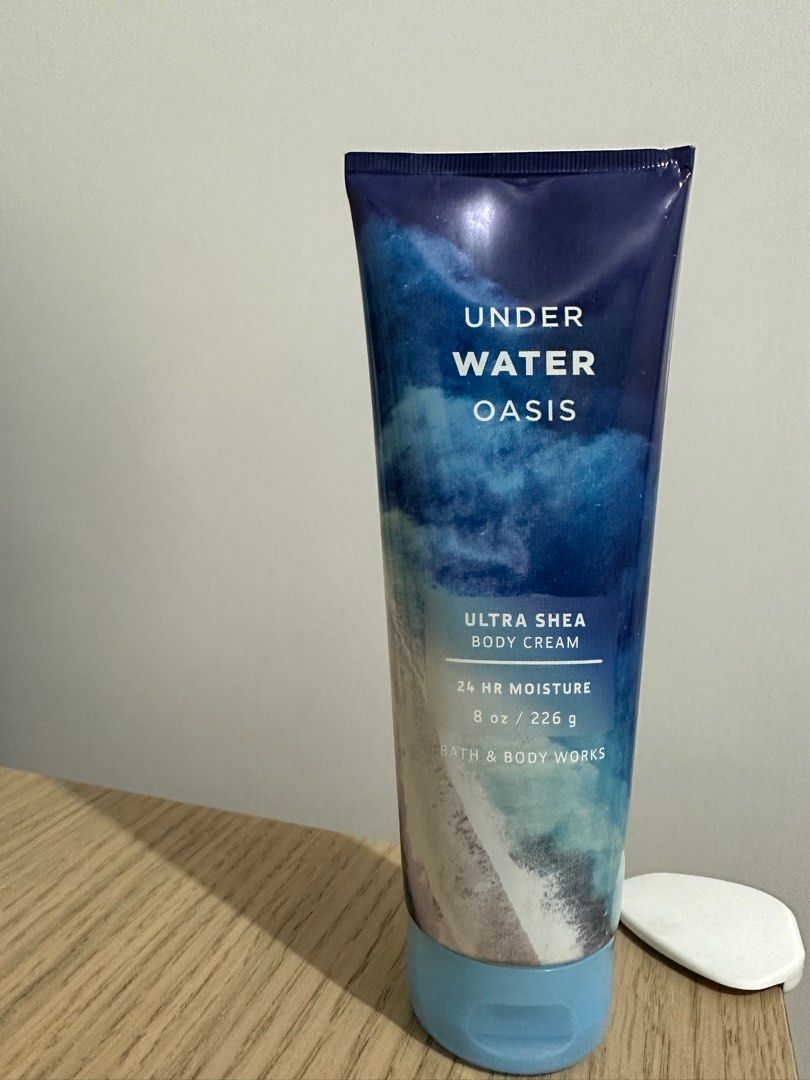 UNDER
WATER
OASIS
ULTRA SHEA
BODY CREAM
24 HR MOISTURE
8 oz / 226 g
BATH & BODY WORKS